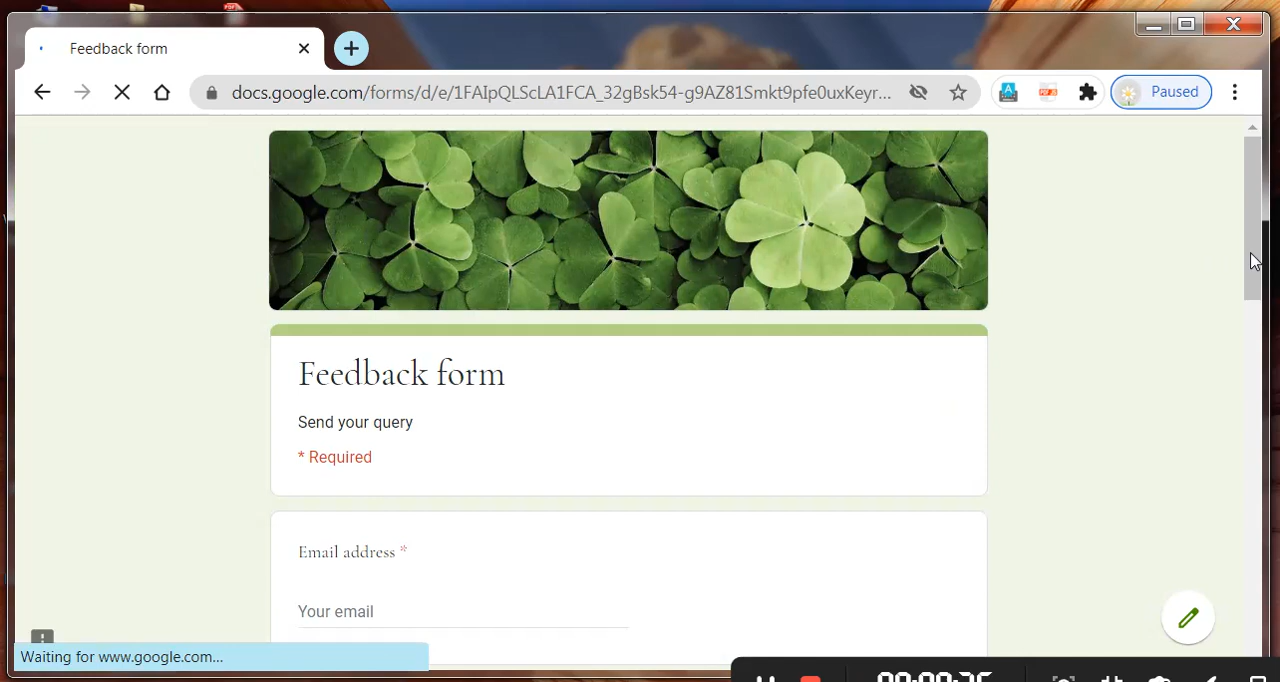 Feedback form
docs.google.com/forms/d/e/1FAIpQLScLA1FCA_32gBsk54-g9AZ81Smkt9pfe0uxKeyr...
Paused
Feedback form
Send your query
* Required
Email address *
Your email
Waiting for www.google.com...